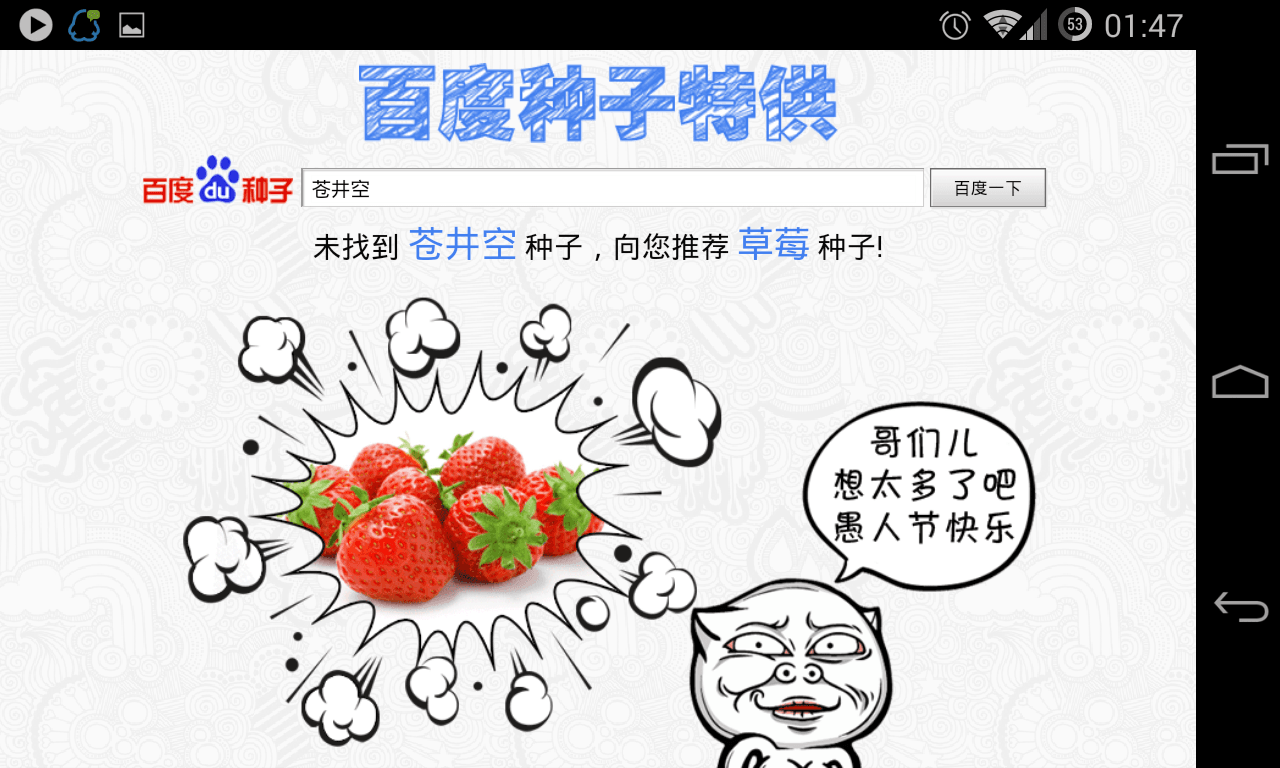 53 01:47
百度种子特供
百度 du 种子 苍井空 百度一下
未找到 苍井空 种子，向您推荐 草莓 种子!
哥们儿
想太多了吧
愚人节快乐